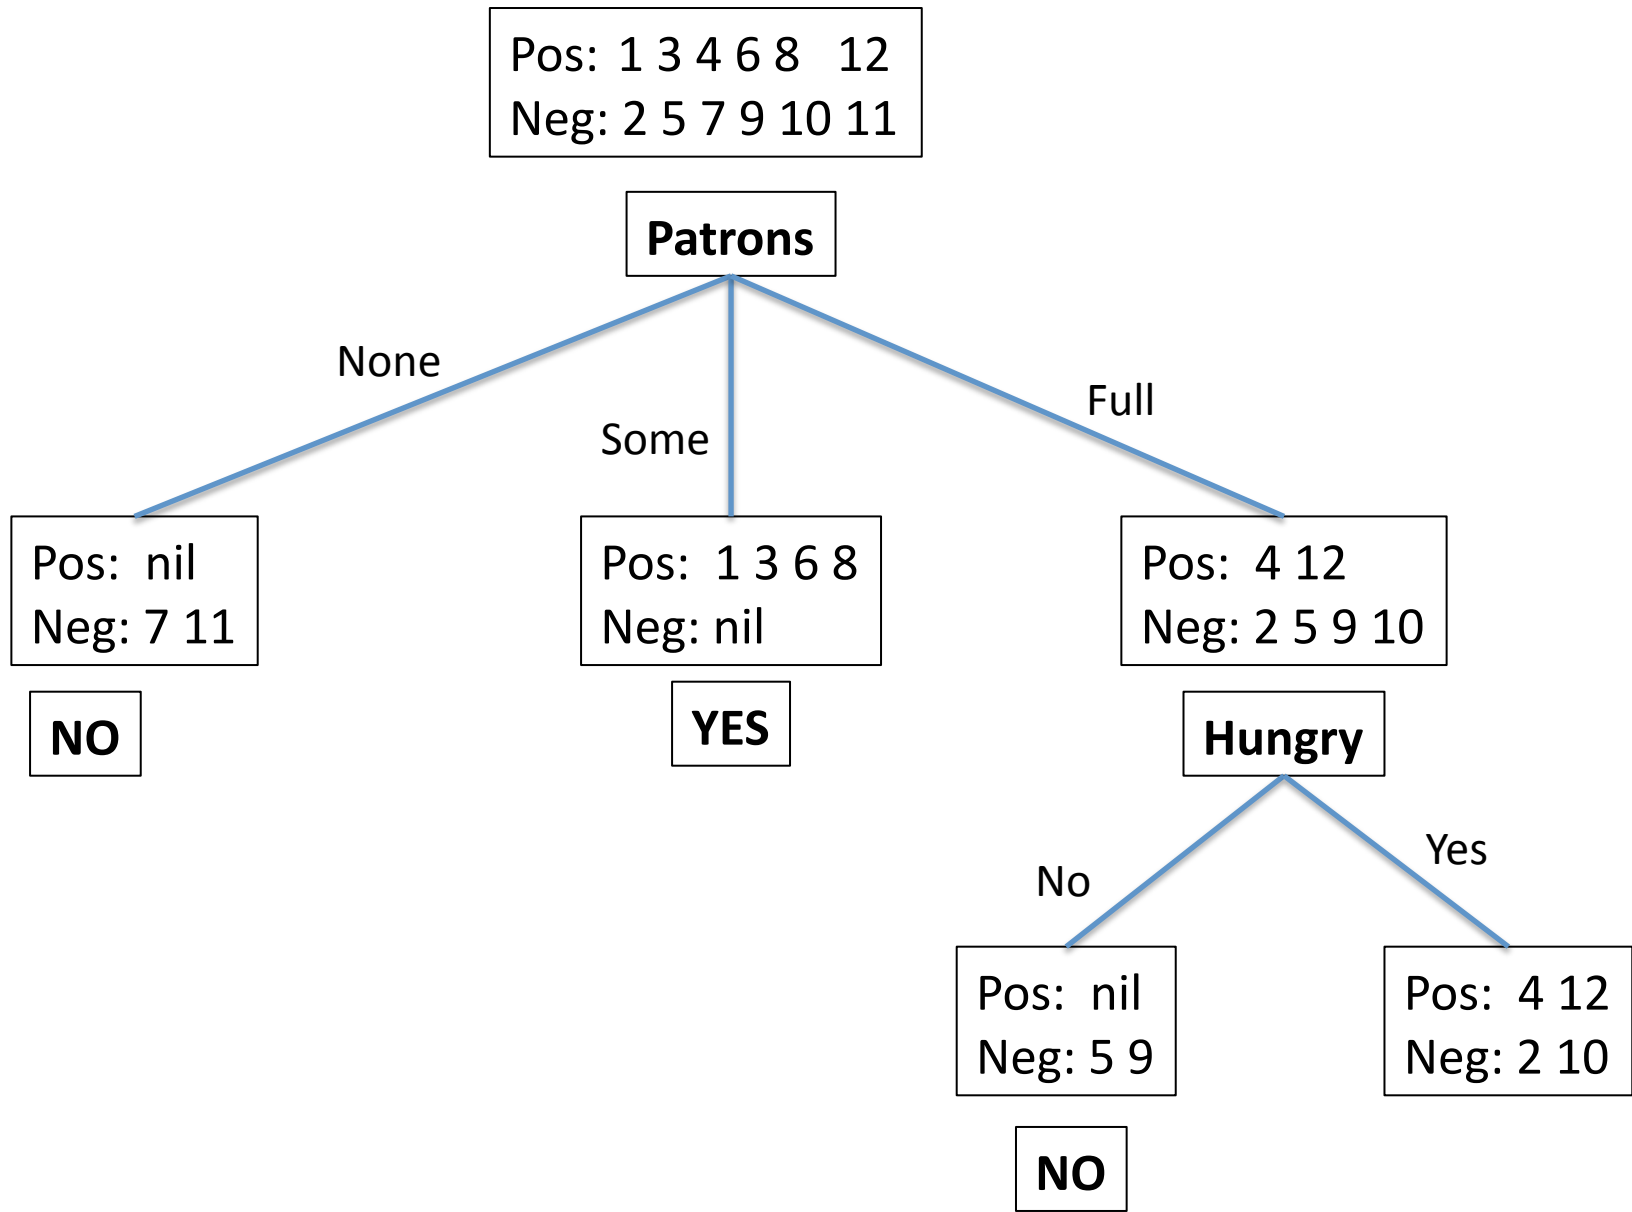 Pos: 1 3 4 6 8 12
Neg: 2 5 7 9 10 11
Patrons
None
Some
Full
Pos: nil
Neg: 7 11
NO
Pos: 1 3 6 8
Neg: nil
YES
Pos: 4 12
Neg: 2 5 9 10
Hungry
No
Yes
Pos: nil
Neg: 5 9
NO
Pos: 4 12
Neg: 2 10